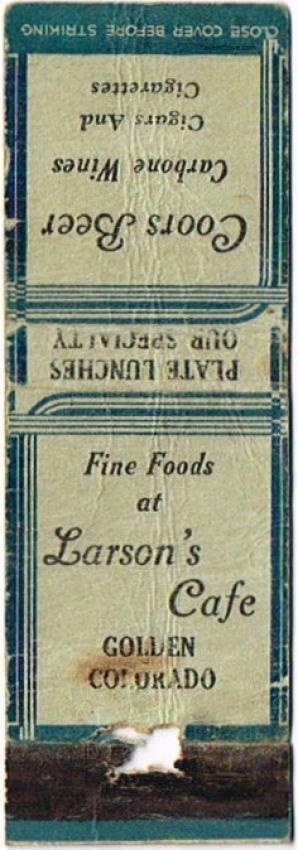 CLOSE COVER BEFORE STRIKING
Coors Beer
Carbone Wines
Cigars And
Cigarettes
PLATE LUNCHES
OUR SPECIALTY
Fine Foods
at
Larson's
Cafe
GOLDEN
COLORADO